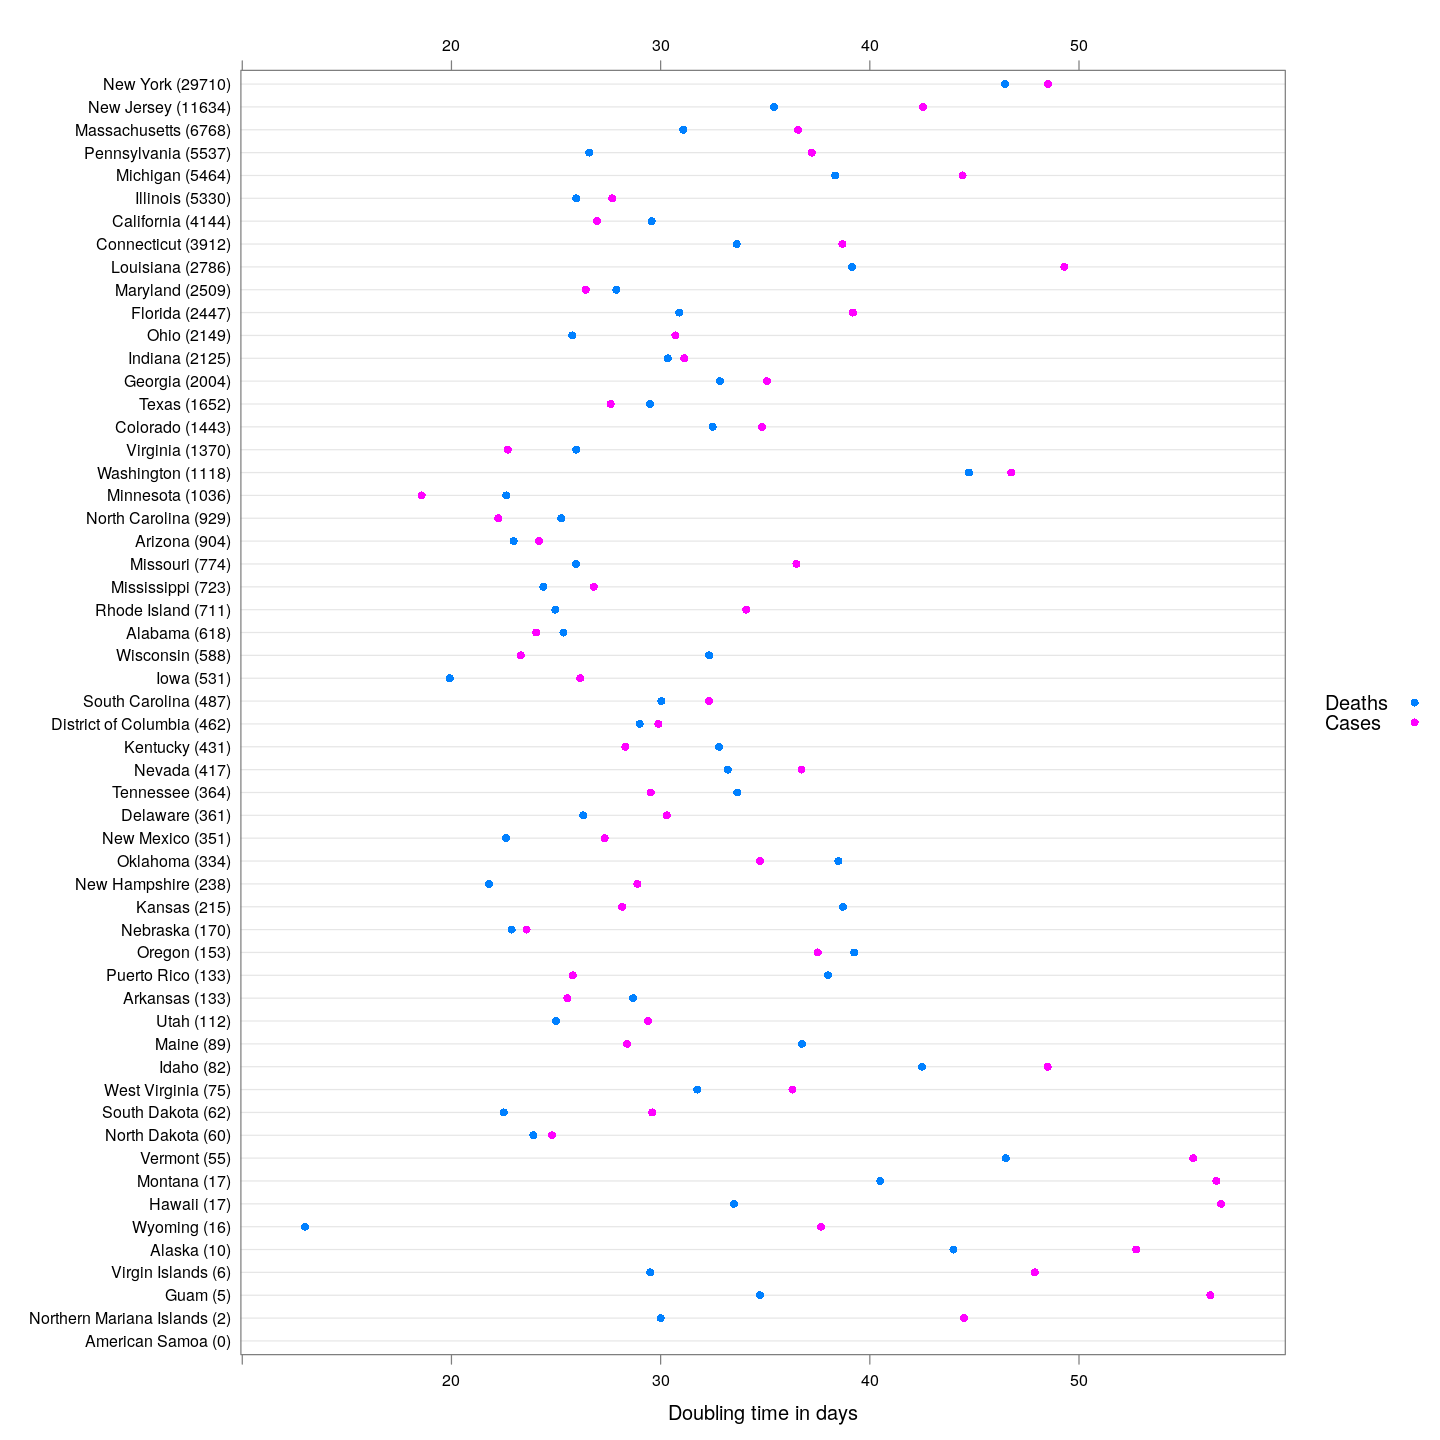 20 30 40 50
New York (29710)
New Jersey (11634)
Massachusetts (6768)
Pennsylvania (5537)
Michigan (5464)
Illinois (5330)
California (4144)
Connecticut (3912)
Louisiana (2786)
Maryland (2509)
Florida (2447)
Ohio (2149)
Indiana (2125)
Georgia (2004)
Texas (1652)
Colorado (1443)
Virginia (1370)
Washington (1118)
Minnesota (1036)
North Carolina (929)
Arizona (904)
Missouri (774)
Mississippi (723)
Rhode Island (711)
Alabama (618)
Wisconsin (588)
Iowa (531)
South Carolina (487)
District of Columbia (462)
Kentucky (431)
Nevada (417)
Tennessee (364)
Delaware (361)
New Mexico (351)
Oklahoma (334)
New Hampshire (238)
Kansas (215)
Nebraska (170)
Oregon (153)
Puerto Rico (133)
Arkansas (133)
Utah (112)
Maine (89)
Idaho (82)
West Virginia (75)
South Dakota (62)
North Dakota (60)
Vermont (55)
Montana (17)
Hawaii (17)
Wyoming (16)
Alaska (10)
Virgin Islands (6)
Guam (5)
Northern Mariana Islands (2)
American Samoa (0)
20 30 40 50
Doubling time in days
Deaths
Cases